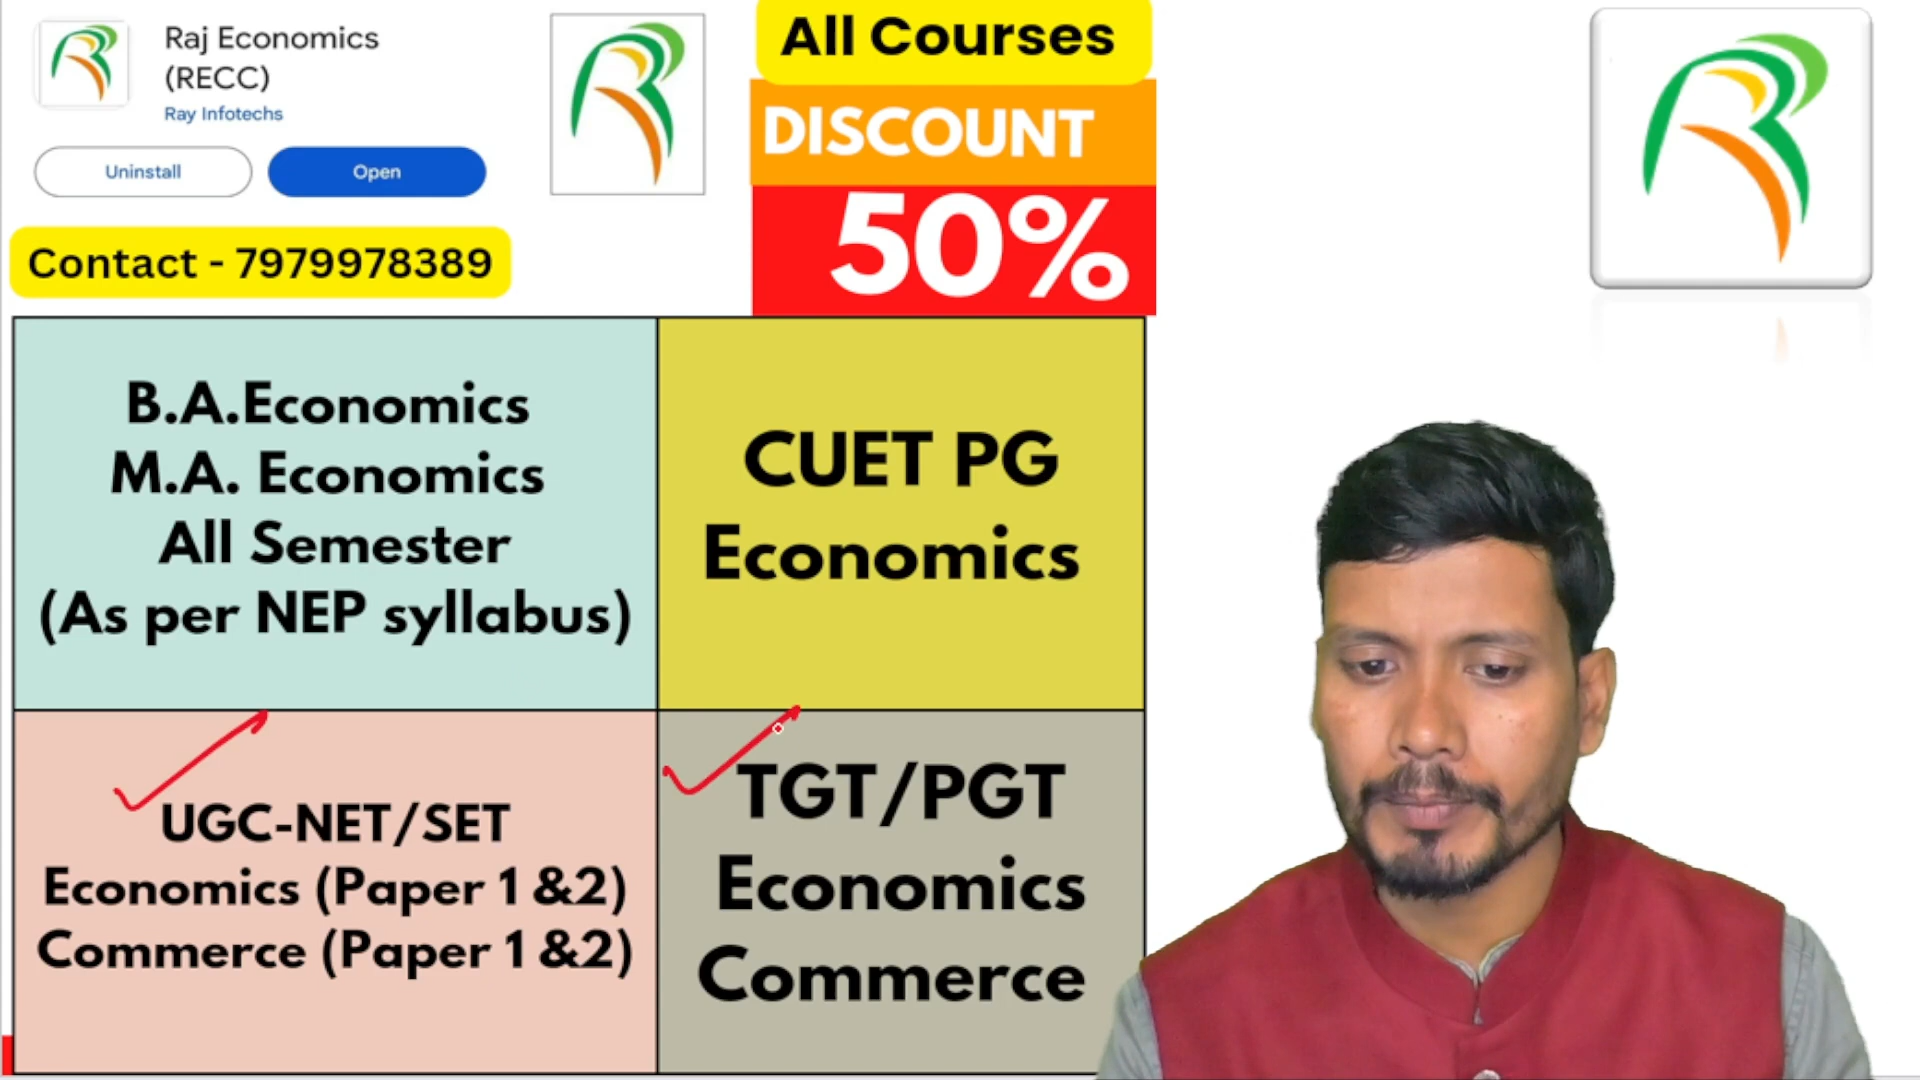 Raj Economics
(RECC)
Ray Infotechs
Uninstall
Open
Contact - 7979978389
All Courses
DISCOUNT
50%
B.A.Economics
M.A. Economics
All Semester
(As per NEP syllabus)
CUET PG
Economics
UGC-NET/SET
Economics (Paper 1 &2)
Commerce (Paper 1 &2)
TGT/PGT
Economics
Commerce